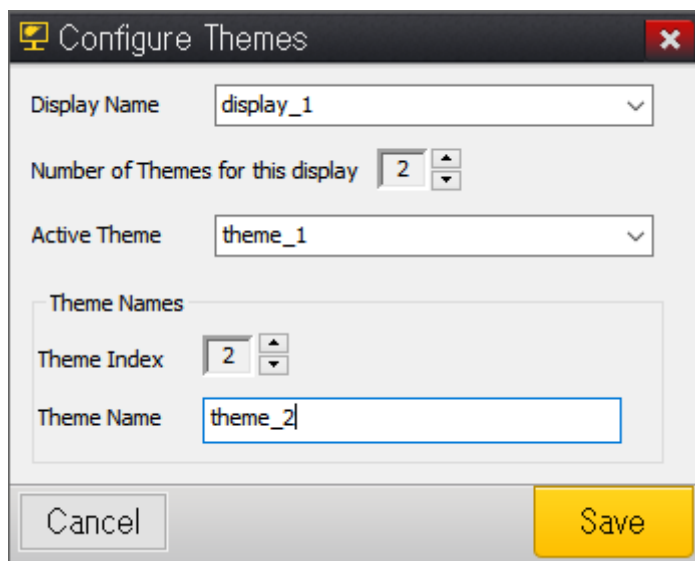 Configure Themes
Display Name display_1
Number of Themes for this display 2
Active Theme theme_1
Theme Names
Theme Index 2
Theme Name theme_2
Cancel Save